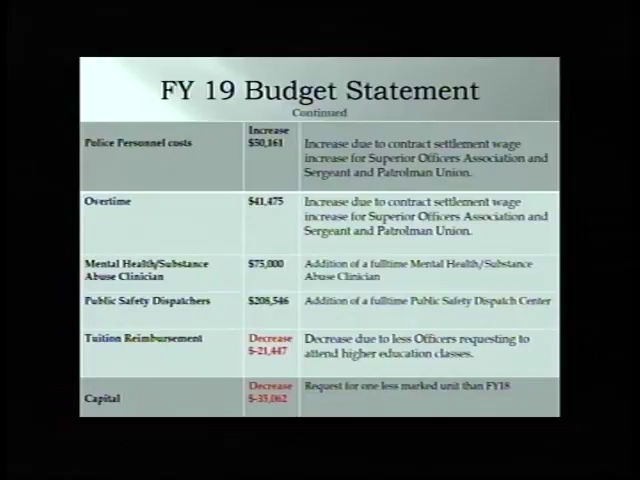 FY 19 Budget Statement
Continued
Police Personnel costs
Increase
$50,161
Increase due to contract settlement wage
increase for Superior Officers Association and
Sergeant and Patrolman Union.
Overtime
$41,475
Increase due to contract settlement wage
increase for Superior Officers Association and
Sergeant and Patrolman Union.
Mental Health/Substance
Abuse Clinician
$75,000
Addition of a fulltime Mental Health/Substance
Abuse Clinician
Public Safety Dispatchers
$208,546
Addition of a fulltime Public Safety Dispatch Center
Tuition Reimbursement
Decrease
$-21,447
Decrease due to less Officers requesting to
attend higher education classes.
Capital
Decrease
Request for one less marked unit than FY18